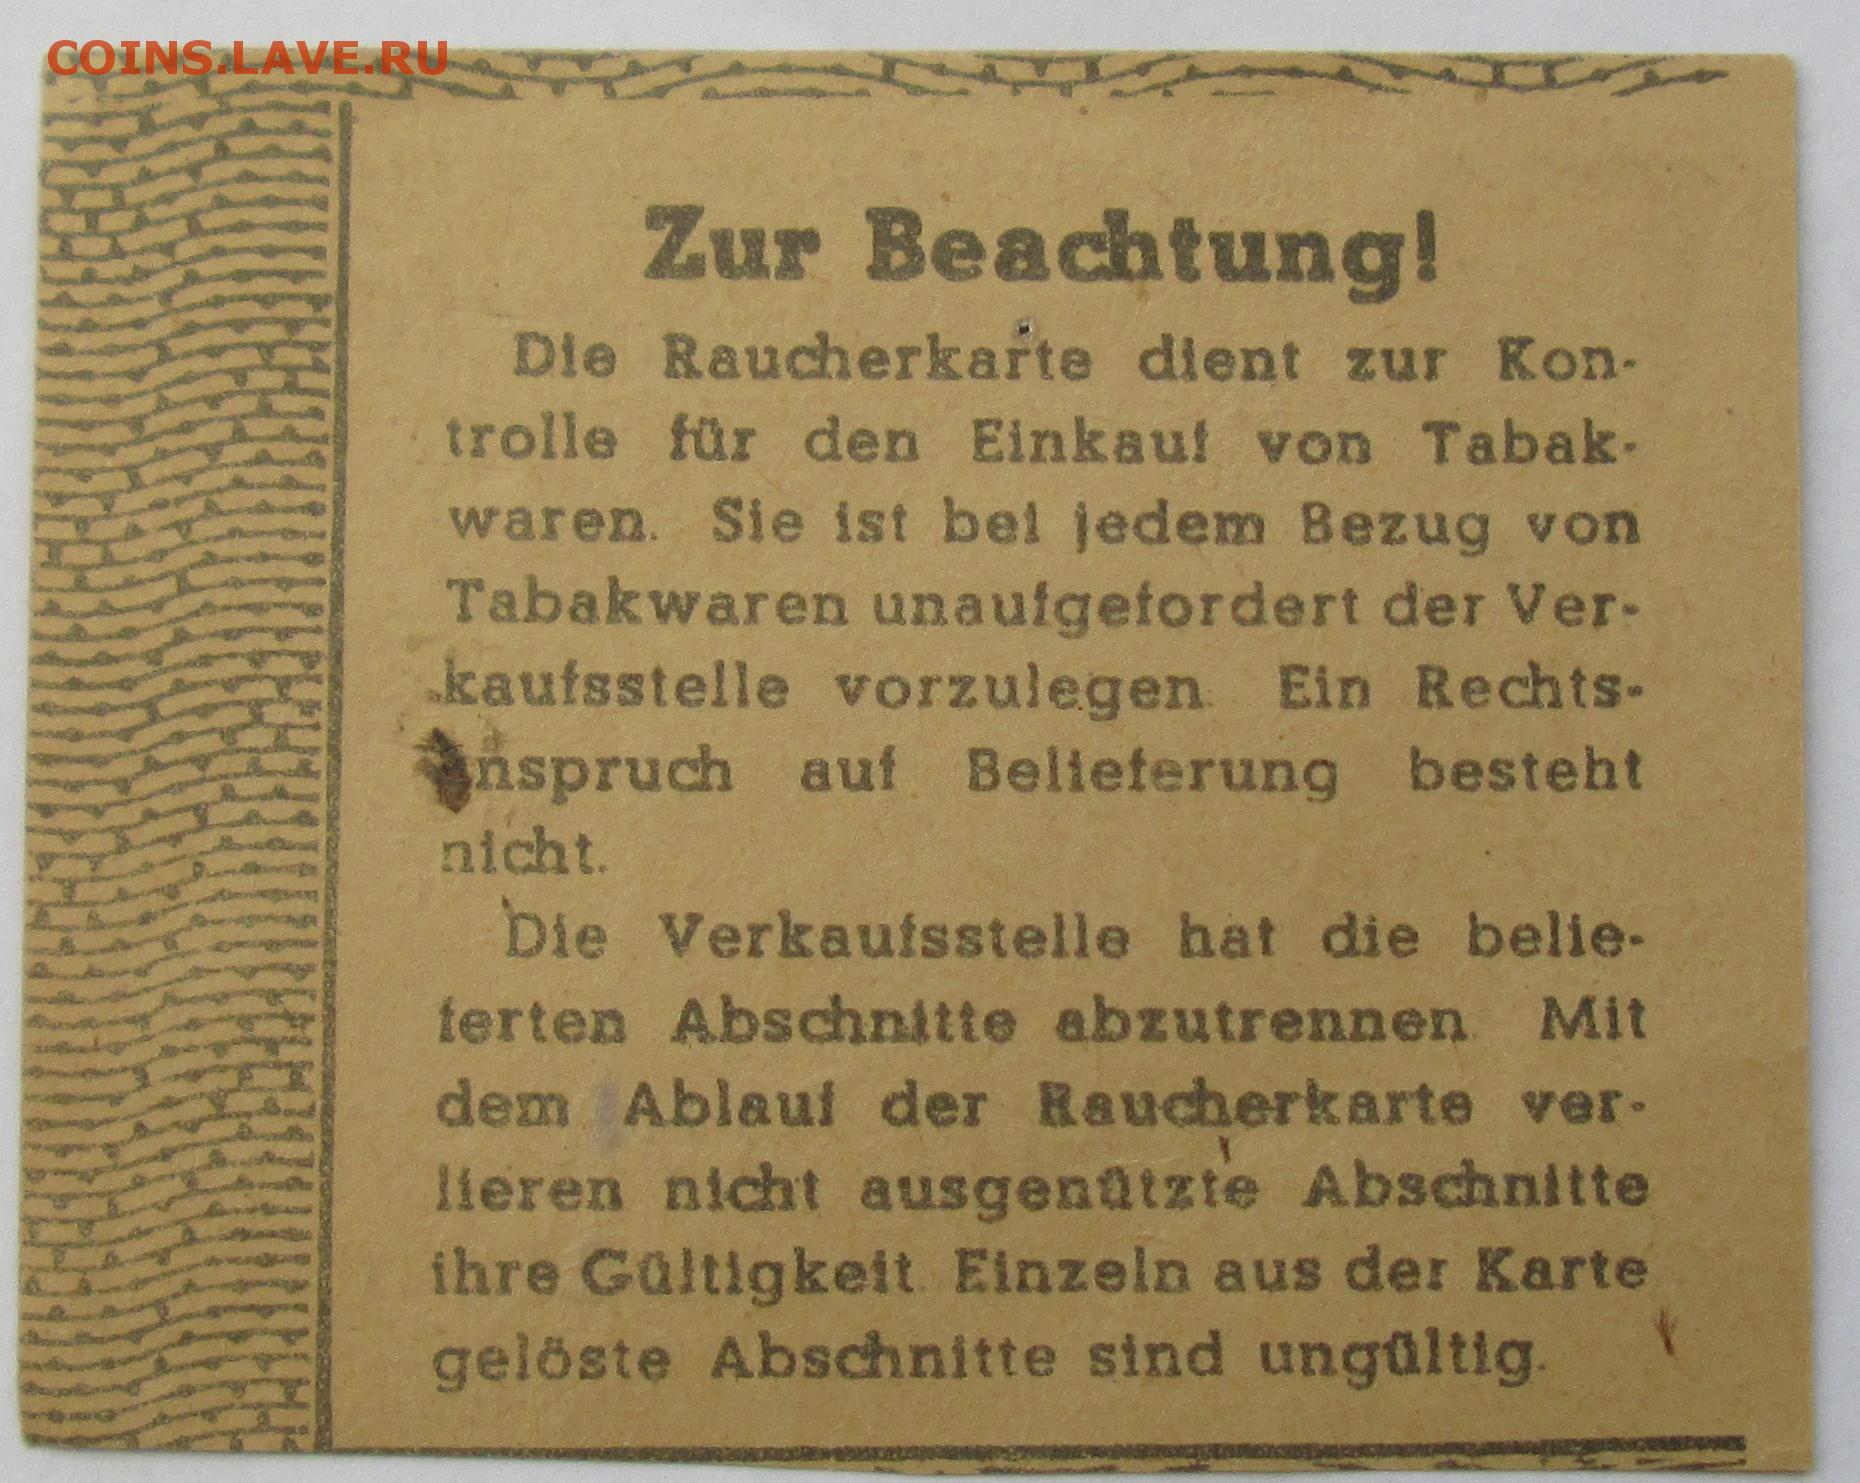 COINS.LAVE.RU
Zur Beachtung!
Die Raucherkarte dient zur Kon-
trolle für den Einkauf von Tabak-
waren. Sie ist bei jedem Bezug von
Tabakwaren unaufgefordert der Ver-
kaufsstelle vorzulegen. Ein Rechts-
anspruch auf Belieferung besteht
nicht.
Die Verkaufsstelle hat die belie-
ferten Abschnitte abzutrennen. Mit
dem Ablauf der Raucherkarte ver-
lieren nicht ausgenützte Abschnitte
ihre Gültigkeit. Einzeln aus der Karte
gelöste Abschnitte sind ungültig.